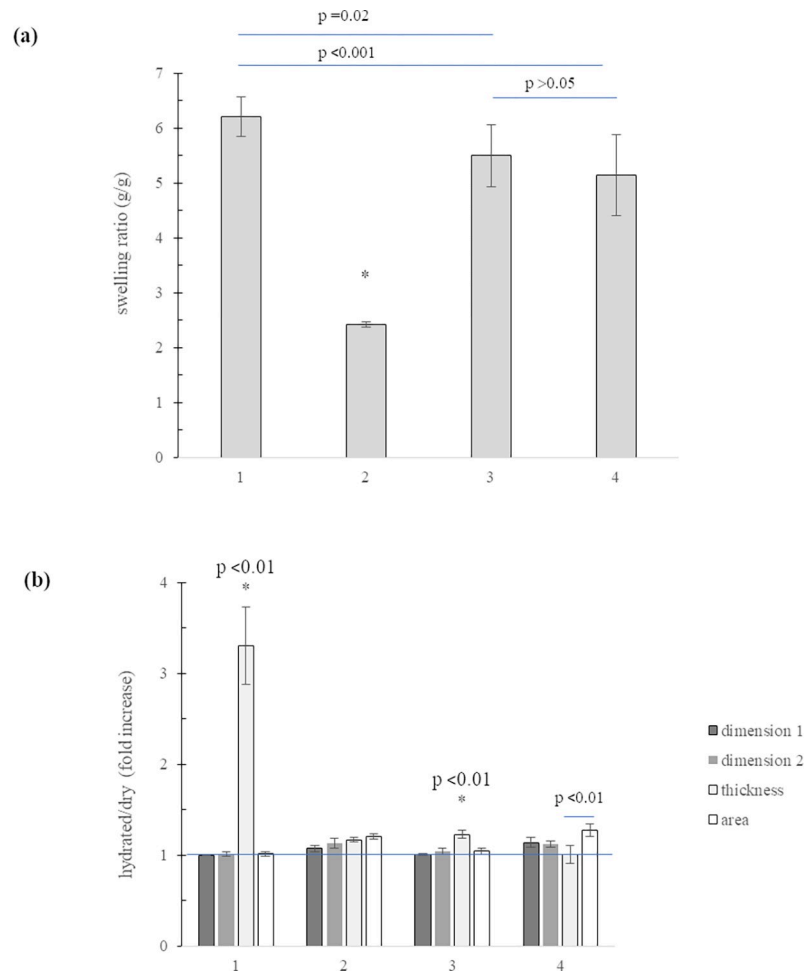 (a)
p =0.02
p <0.001
p >0.05
swelling ratio (g/g)
7
6
5
4
3
2
1
0
*
1 2 3 4
(b)
p <0.01
*
p <0.01
*
p <0.01
hydrated/dry (fold increase)
4
3
2
1
0
1 2 3 4
dimension 1
dimension 2
thickness
area